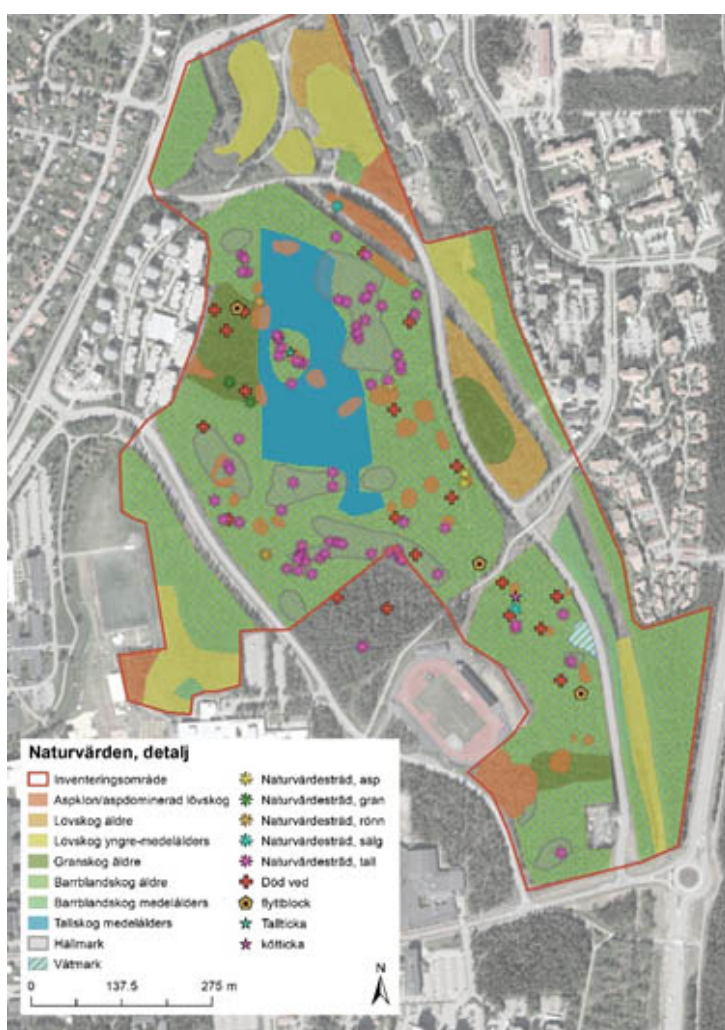 Naturvärden, detalj
Inventeringsområde
Aspklon/aspdominerad lövskog
Lövskog äldre
Lövskog yngre-medelålders
Granskog äldre
Barrblandskog äldre
Barrblandskog medelålders
Tallskog medelålders
Hällmark
Våtmark
Naturvärdesträd, asp
Naturvärdesträd, gran
Naturvärdesträd, rönn
Naturvärdesträd, sälg
Naturvärdesträd, tall
Död ved
flyttblock
Tallticka
kötticka
0 137.5 275 m
N